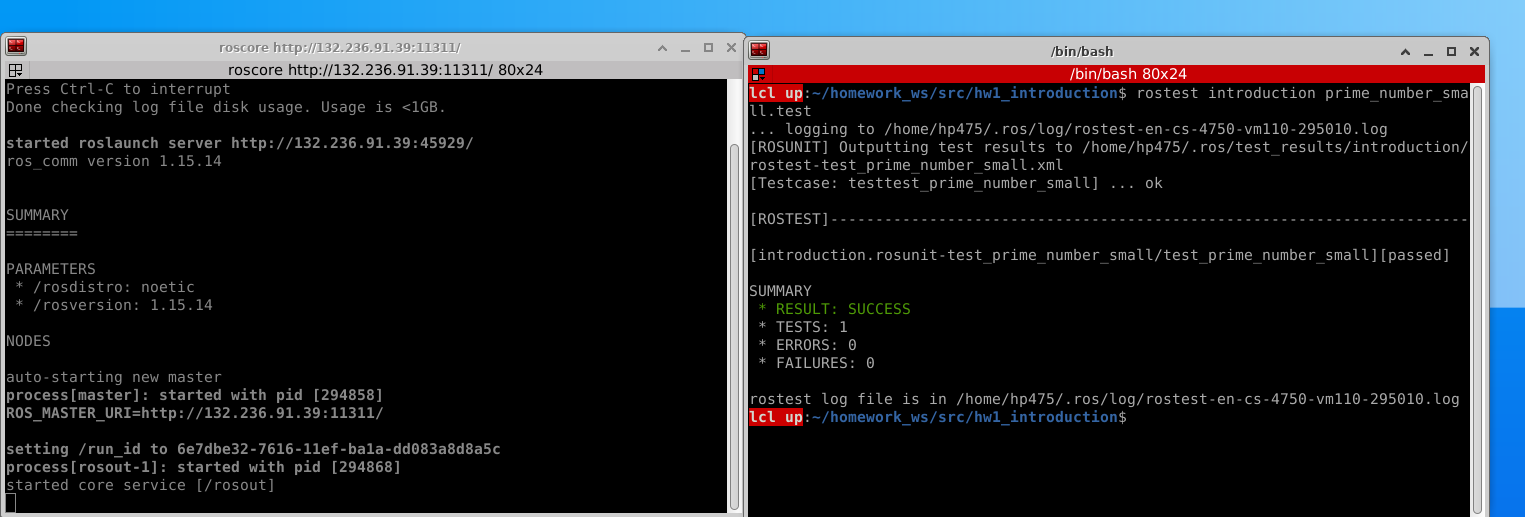 roscore http://132.236.91.39:11311/
roscore http://132.236.91.39:11311/ 80x24
Press Ctrl-C to interrupt
Done checking log file disk usage. Usage is <1GB.
started roslaunch server http://132.236.91.39:45929/
ros_comm version 1.15.14
SUMMARY
========
PARAMETERS
 * /rosdistro: noetic
 * /rosversion: 1.15.14
NODES
auto-starting new master
process[master]: started with pid [294858]
ROS_MASTER_URI=http://132.236.91.39:11311/
setting /run_id to 6e7dbe32-7616-11ef-ba1a-dd083a8d8a5c
process[rosout-1]: started with pid [294868]
started core service [/rosout]
/bin/bash
/bin/bash 80x24
lcl up:~/homework_ws/src/hw1_introduction$ rostest introduction prime_number_sma
ll.test
... logging to /home/hp475/.ros/log/rostest-en-cs-4750-vm110-295010.log
[ROSUNIT] Outputting test results to /home/hp475/.ros/test_results/introduction/
rostest-test_prime_number_small.xml
[Testcase: testtest_prime_number_small] ... ok
[ROSTEST]-----------------------------------------------------------------------
[introduction.rosunit-test_prime_number_small/test_prime_number_small][passed]
SUMMARY
 * RESULT: SUCCESS
 * TESTS: 1
 * ERRORS: 0
 * FAILURES: 0
rostest log file is in /home/hp475/.ros/log/rostest-en-cs-4750-vm110-295010.log
lcl up:~/homework_ws/src/hw1_introduction$